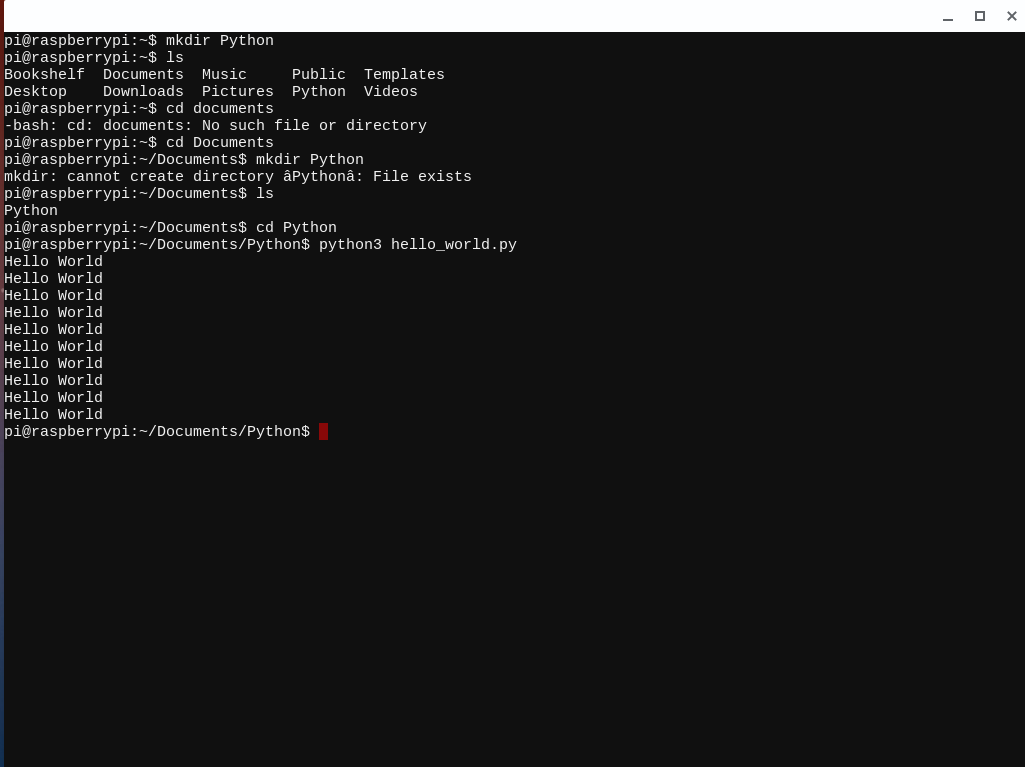 pi@raspberrypi:~$ mkdir Python
pi@raspberrypi:~$ ls
Bookshelf  Documents  Music     Public  Templates
Desktop    Downloads  Pictures  Python  Videos
pi@raspberrypi:~$ cd documents
-bash: cd: documents: No such file or directory
pi@raspberrypi:~$ cd Documents
pi@raspberrypi:~/Documents$ mkdir Python
mkdir: cannot create directory âPythonâ: File exists
pi@raspberrypi:~/Documents$ ls
Python
pi@raspberrypi:~/Documents$ cd Python
pi@raspberrypi:~/Documents/Python$ python3 hello_world.py
Hello World
Hello World
Hello World
Hello World
Hello World
Hello World
Hello World
Hello World
Hello World
Hello World
pi@raspberrypi:~/Documents/Python$